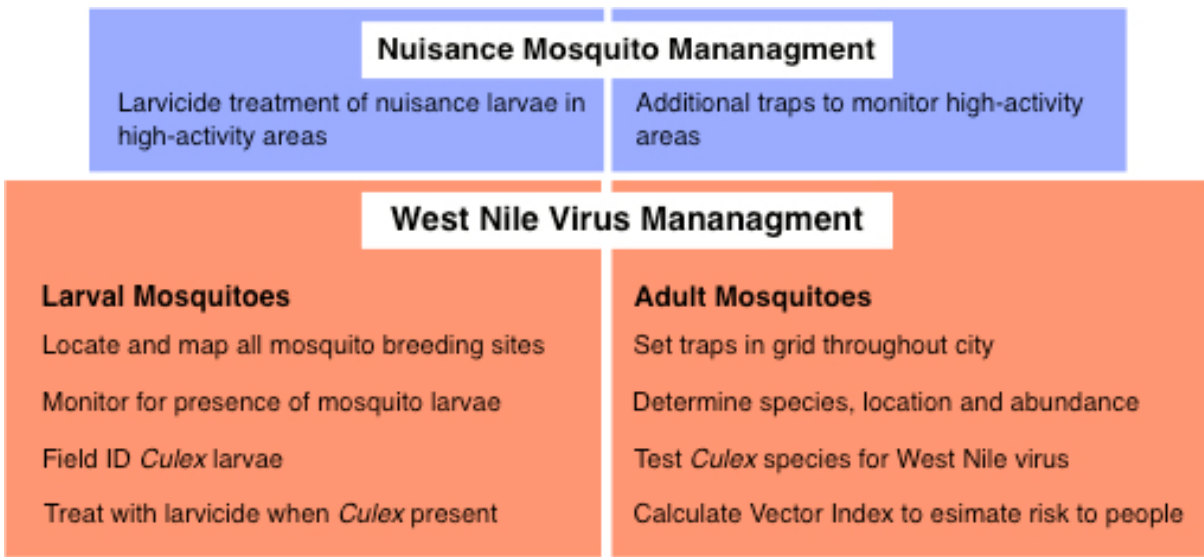 Nuisance Mosquito Mananagment
Larvicide treatment of nuisance larvae in
high-activity areas
Additional traps to monitor high-activity
areas
West Nile Virus Mananagment
Larval Mosquitoes
Locate and map all mosquito breeding sites
Monitor for presence of mosquito larvae
Field ID Culex larvae
Treat with larvicide when Culex present
Adult Mosquitoes
Set traps in grid throughout city
Determine species, location and abundance
Test Culex species for West Nile virus
Calculate Vector Index to esimate risk to people